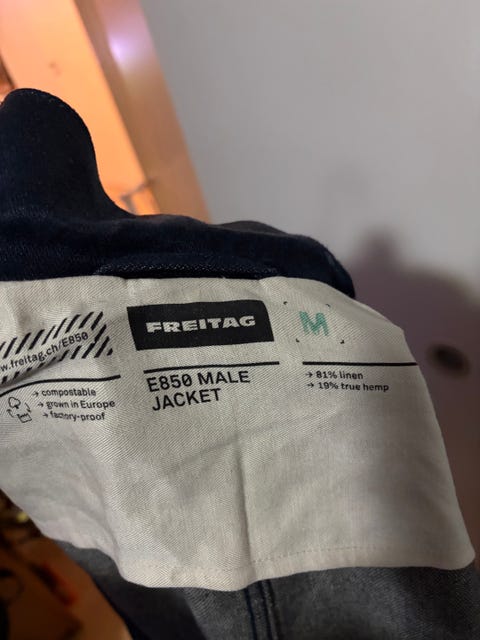 w.freitag.ch/E850
→ compostable
→ grown in Europe
→ factory-proof
FREITAG
E850 MALE
JACKET
M
→ 81% linen
→ 19% true hemp